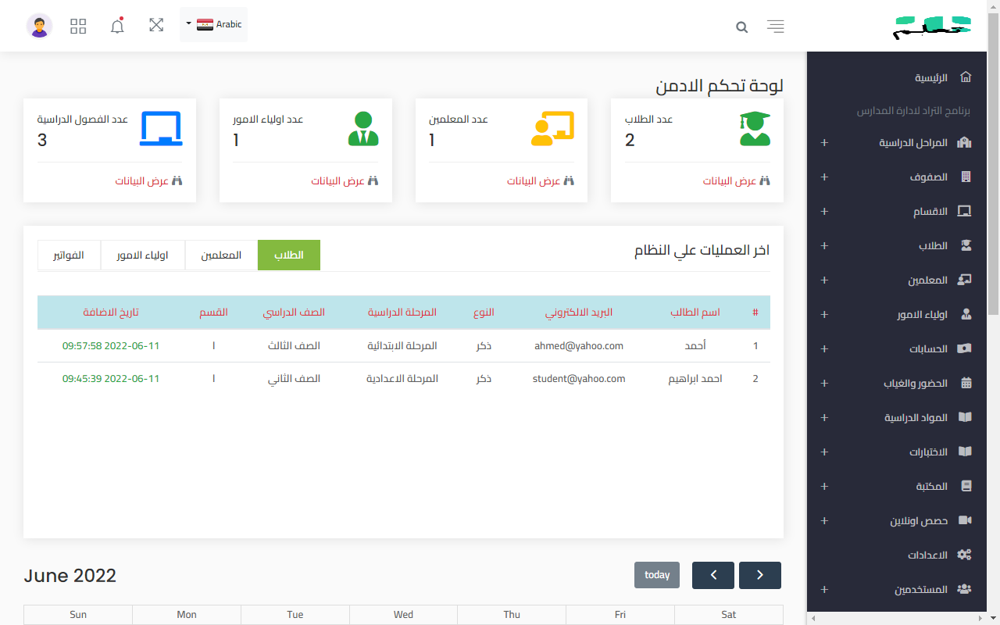 Arabic
الرئيسية
برنامج التراد لادارة المدارس
المراحل الدراسية
الصفوف
الاقسام
الطلاب
المعلمين
اولياء الامور
الحسابات
الحضور والغياب
المواد الدراسية
الاختبارات
المكتبة
حصص اونلاين
الاعدادات
المستخدمين
لوحة تحكم الادمن
عدد الطلاب
2
عرض البيانات
عدد المعلمين
1
عرض البيانات
عدد اولياء الامور
1
عرض البيانات
عدد الفصول الدراسية
3
عرض البيانات
اخر العمليات علي النظام
الطلاب المعلمين اولياء الامور الفواتير
# اسم الطالب البريد الالكتروني النوع المرحلة الدراسية الصف الدراسي القسم تاريخ الاضافة
1 أحمد ahmed@yahoo.com ذكر المرحلة الابتدائية الصف الثالث ا 09:57:58 2022-06-11
2 احمد ابراهيم student@yahoo.com ذكر المرحلة الاعدادية الصف الثاني ا 09:45:39 2022-06-11
June 2022 today
Sun Mon Tue Wed Thu Fri Sat